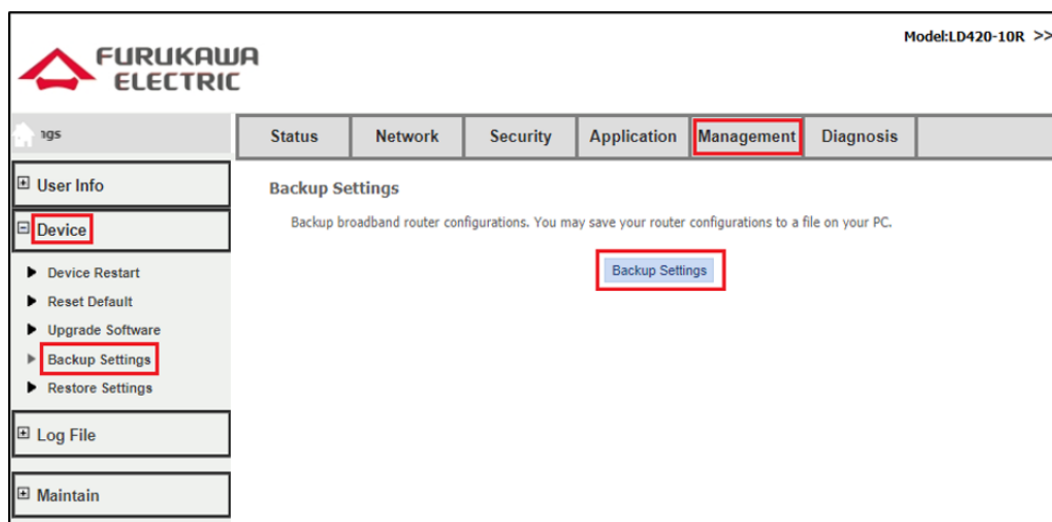 Model:LD420-10R >>
FURUKAWA
ELECTRIC
ngs
Status Network Security Application Management Diagnosis
User Info
Device
Device Restart
Reset Default
Upgrade Software
Backup Settings
Restore Settings
Log File
Maintain
Backup Settings
Backup broadband router configurations. You may save your router configurations to a file on your PC.
Backup Settings